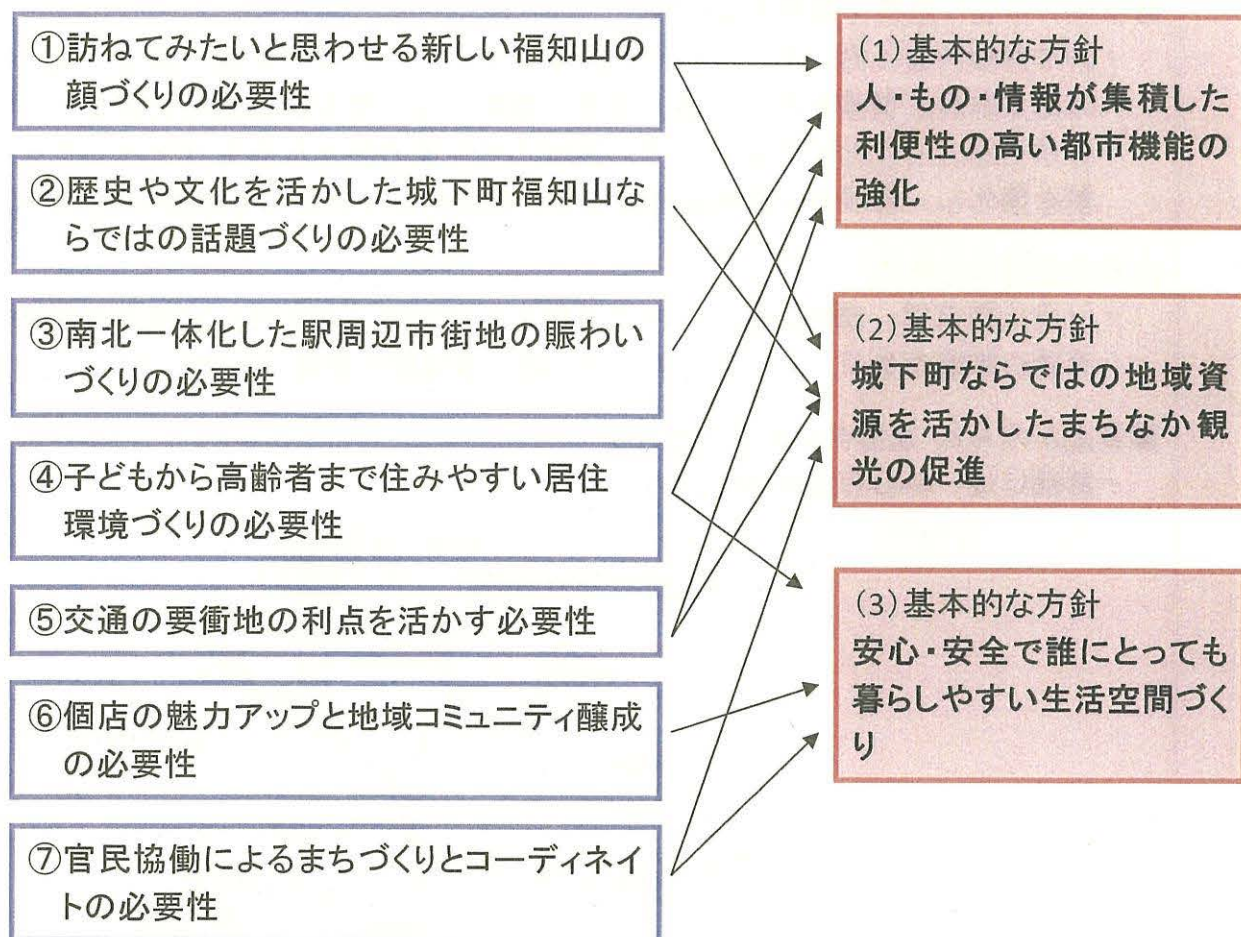 ①訪ねてみたいと思わせる新しい福知山の
顔づくりの必要性
②歴史や文化を活かした城下町福知山な
らではの話題づくりの必要性
③南北一体化した駅周辺市街地の賑わい
づくりの必要性
④子どもから高齢者まで住みやすい居住
環境づくりの必要性
⑤交通の要衝地の利点を活かす必要性
⑥個店の魅力アップと地域コミュニティ醸成
の必要性
⑦官民協働によるまちづくりとコーディネイ
トの必要性
(1)基本的な方針
人・もの・情報が集積した
利便性の高い都市機能の
強化
(2)基本的な方針
城下町ならではの地域資
源を活かしたまちなか観
光の促進
(3)基本的な方針
安心・安全で誰にとっても
暮らしやすい生活空間づく
り